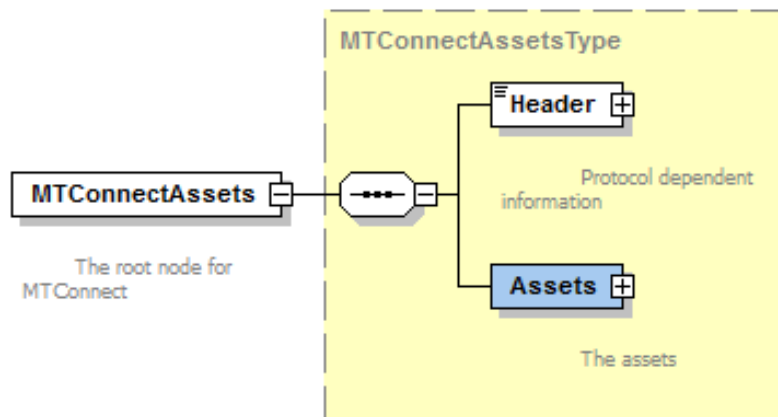 MTConnectAssetsType
Header
Protocol dependent
information
MTConnectAssets
The root node for
MTConnect
Assets
The assets